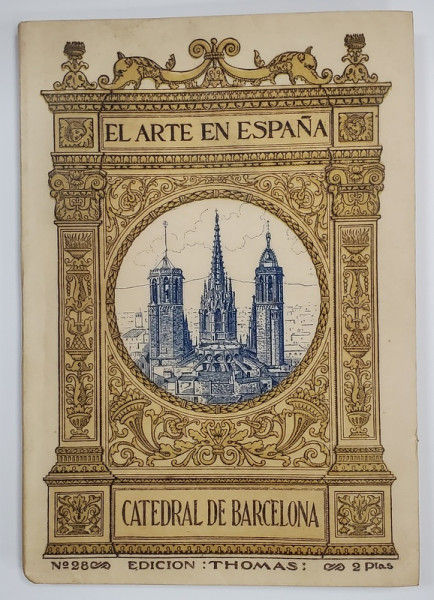 EL ARTE EN ESPAÑA
CATEDRAL DE BARCELONA
Nº 28 EDICION : THOMAS : 2 Ptas